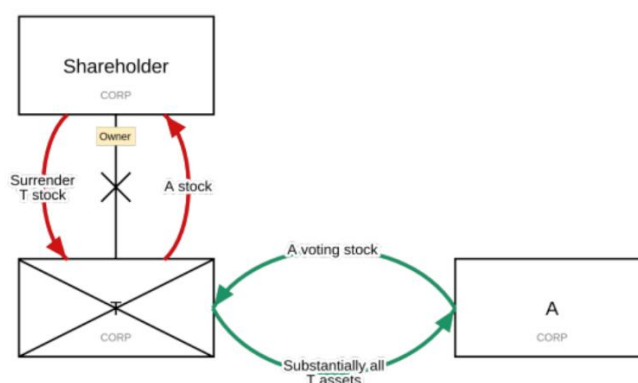 Shareholder
CORP
Owner
Surrender
T stock
A stock
A voting stock
T
CORP
A
CORP
Substantially all
T assets